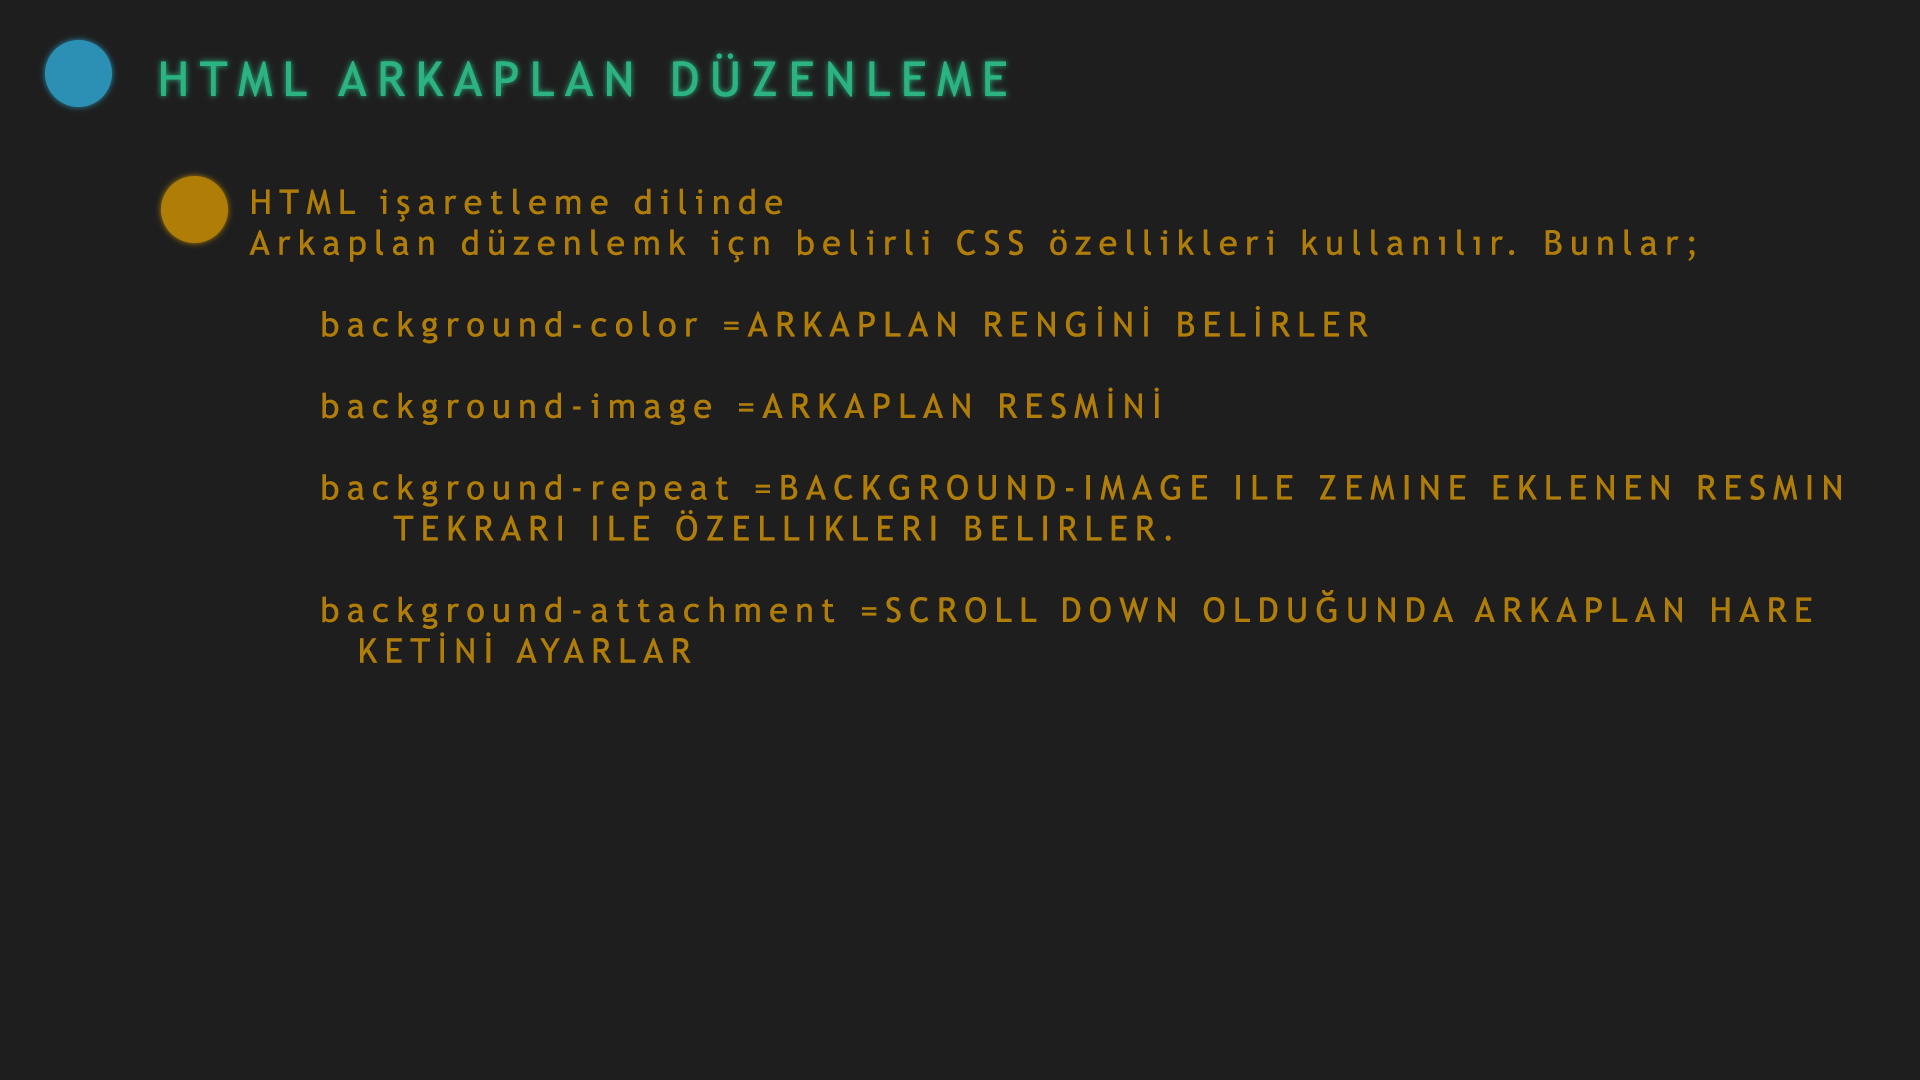 HTML ARKAPLAN DÜZENLEME
HTML işaretleme dilinde
Arkaplan düzenlemk içn belirli CSS özellikleri kullanılır. Bunlar;
background-color =ARKAPLAN RENGİNİ BELİRLER
background-image =ARKAPLAN RESMİNİ
background-repeat =BACKGROUND-IMAGE ILE ZEMINE EKLENEN RESMIN
TEKRARI ILE ÖZELLIKLERI BELIRLER.
background-attachment =SCROLL DOWN OLDUĞUNDA ARKAPLAN HARE
KETİNİ AYARLAR